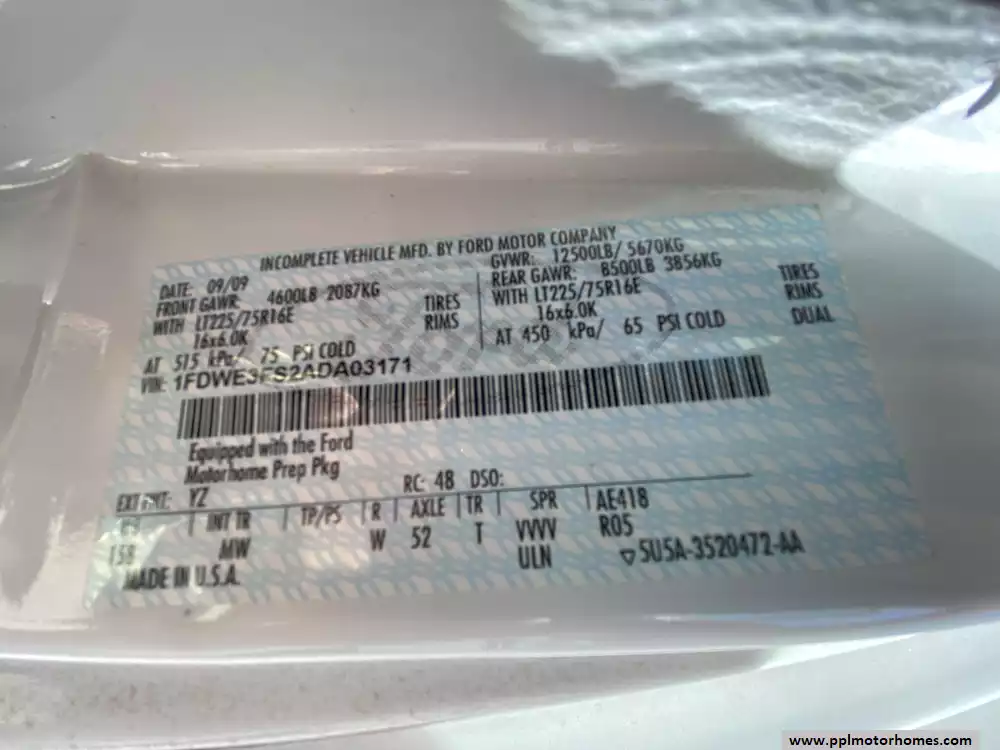 INCOMPLETE VEHICLE MFD. BY FORD MOTOR COMPANY
DATE: 09/09
GVWR: 12500LB/ 5670KG
FRONT GAWR: 4600LB 2087KG
REAR GAWR: 8500LB 3856KG
WITH LT225/75R16E TIRES
WITH LT225/75R16E TIRES
16x6.0K RIMS
16x6.0K RIMS
AT 515 kPa/ 75 PSI COLD
AT 450 kPa/ 65 PSI COLD DUAL
VIN: 1FDWE3FS2ADA03171
Equipped with the Ford
Motorhome Prep Pkg
RC: 48 DSO:
EXT PNT: YZ
INT TR TP/PS R AXLE TR SPR AE418
158 MW W 52 T VVVV R05
ULN ▽5U5A-3520472-AA
MADE IN U.S.A.
www.pplmotorhomes.com